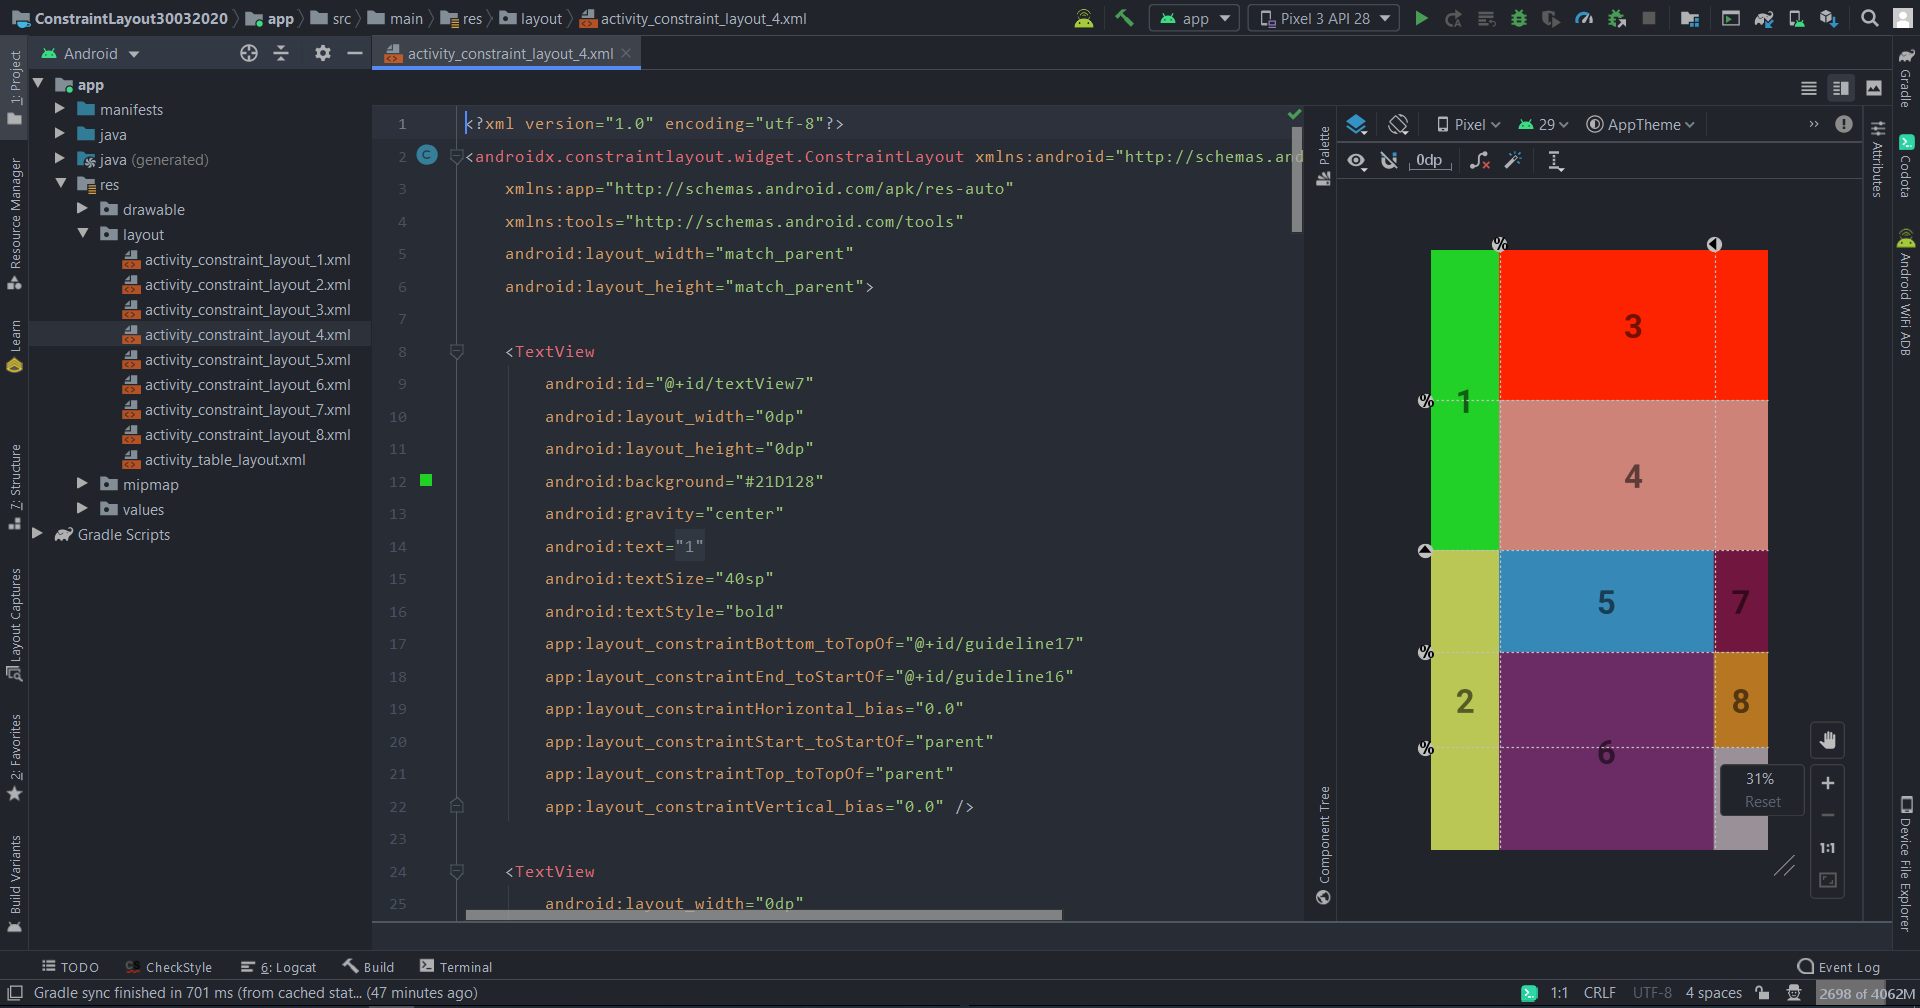 ConstraintLayout30032020 app src main res layout activity_constraint_layout_4.xml app Pixel 3 API 28
Android
activity_constraint_layout_4.xml
1: Project
Resource Manager
Learn
7: Structure
Layout Captures
2: Favorites
Build Variants
app
manifests
java
java (generated)
res
drawable
layout
activity_constraint_layout_1.xml
activity_constraint_layout_2.xml
activity_constraint_layout_3.xml
activity_constraint_layout_4.xml
activity_constraint_layout_5.xml
activity_constraint_layout_6.xml
activity_constraint_layout_7.xml
activity_constraint_layout_8.xml
activity_table_layout.xml
mipmap
values
Gradle Scripts
1 <?xml version="1.0" encoding="utf-8"?>
2 C <androidx.constraintlayout.widget.ConstraintLayout xmlns:android="http://schemas.and
3 xmlns:app="http://schemas.android.com/apk/res-auto"
4 xmlns:tools="http://schemas.android.com/tools"
5 android:layout_width="match_parent"
6 android:layout_height="match_parent">
7
8 <TextView
9 android:id="@+id/textView7"
10 android:layout_width="0dp"
11 android:layout_height="0dp"
12 android:background="#21D128"
13 android:gravity="center"
14 android:text="1"
15 android:textSize="40sp"
16 android:textStyle="bold"
17 app:layout_constraintBottom_toTopOf="@+id/guideline17"
18 app:layout_constraintEnd_toStartOf="@+id/guideline16"
19 app:layout_constraintHorizontal_bias="0.0"
20 app:layout_constraintStart_toStartOf="parent"
21 app:layout_constraintTop_toTopOf="parent"
22 app:layout_constraintVertical_bias="0.0" />
23
24 <TextView
25 android:layout_width="0dp"
Palette
Component Tree
Pixel 29 AppTheme »
0dp
%
3
% 1
4
5 7
%
2 8
% 6
31%
Reset
1:1
Attributes
Gradle
Codota
Android WiFi ADB
Device File Explorer
TODO CheckStyle 6: Logcat Build Terminal Event Log
Gradle sync finished in 701 ms (from cached stat... (47 minutes ago) 1:1 CRLF UTF-8 4 spaces 2698 of 4062M